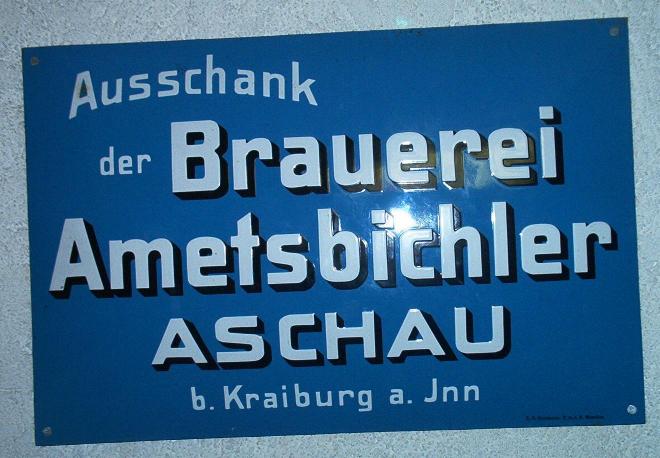 Ausschank
der Brauerei
Ametsbichler
ASCHAU
b. Kraiburg a. Jnn